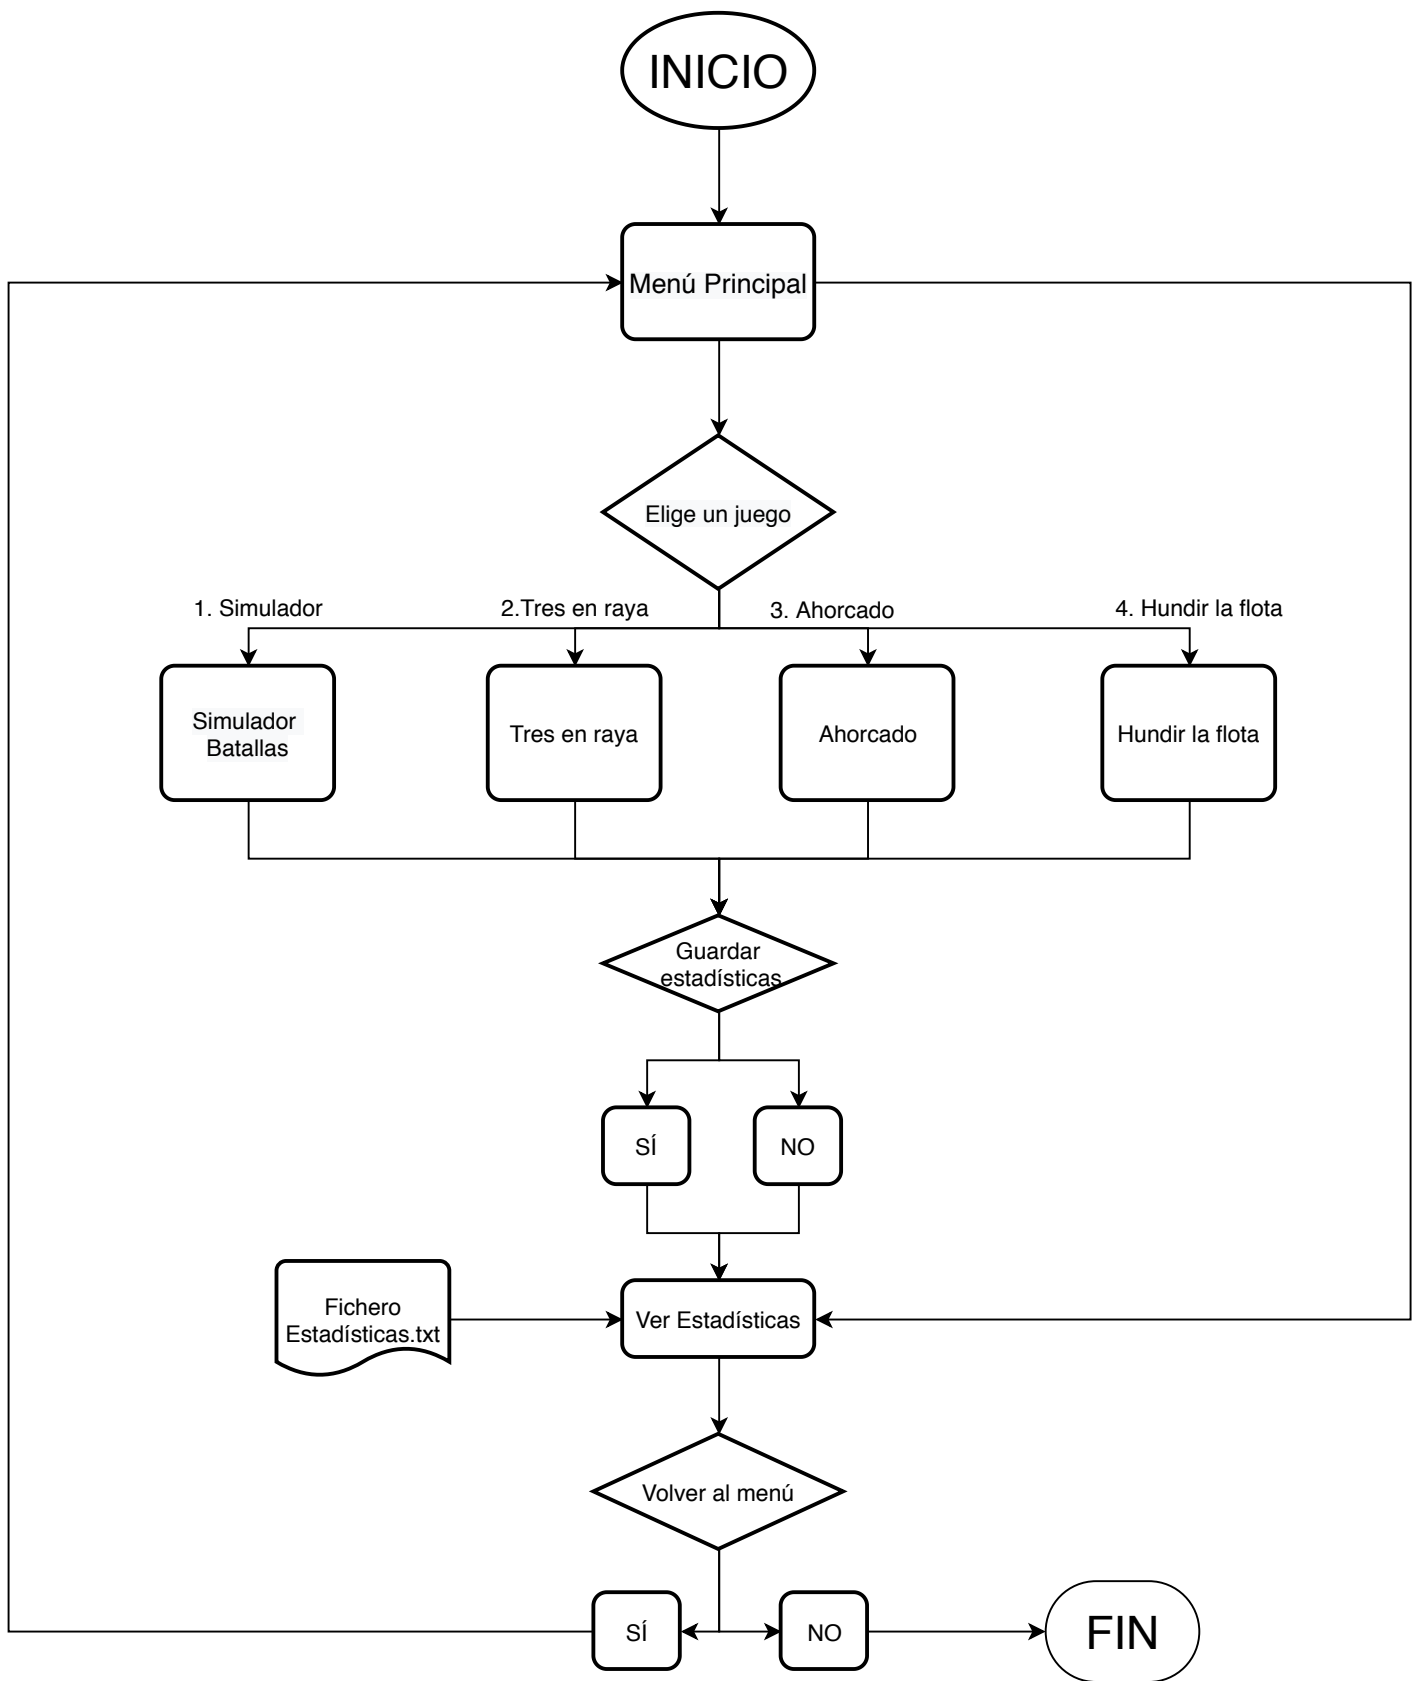 INICIO
Menú Principal
Elige un juego
1. Simulador
2.Tres en raya
3. Ahorcado
4. Hundir la flota
Simulador
Batallas
Tres en raya
Ahorcado
Hundir la flota
Guardar
estadísticas
SÍ
NO
Fichero
Estadísticas.txt
Ver Estadísticas
Volver al menú
SÍ
NO
FIN